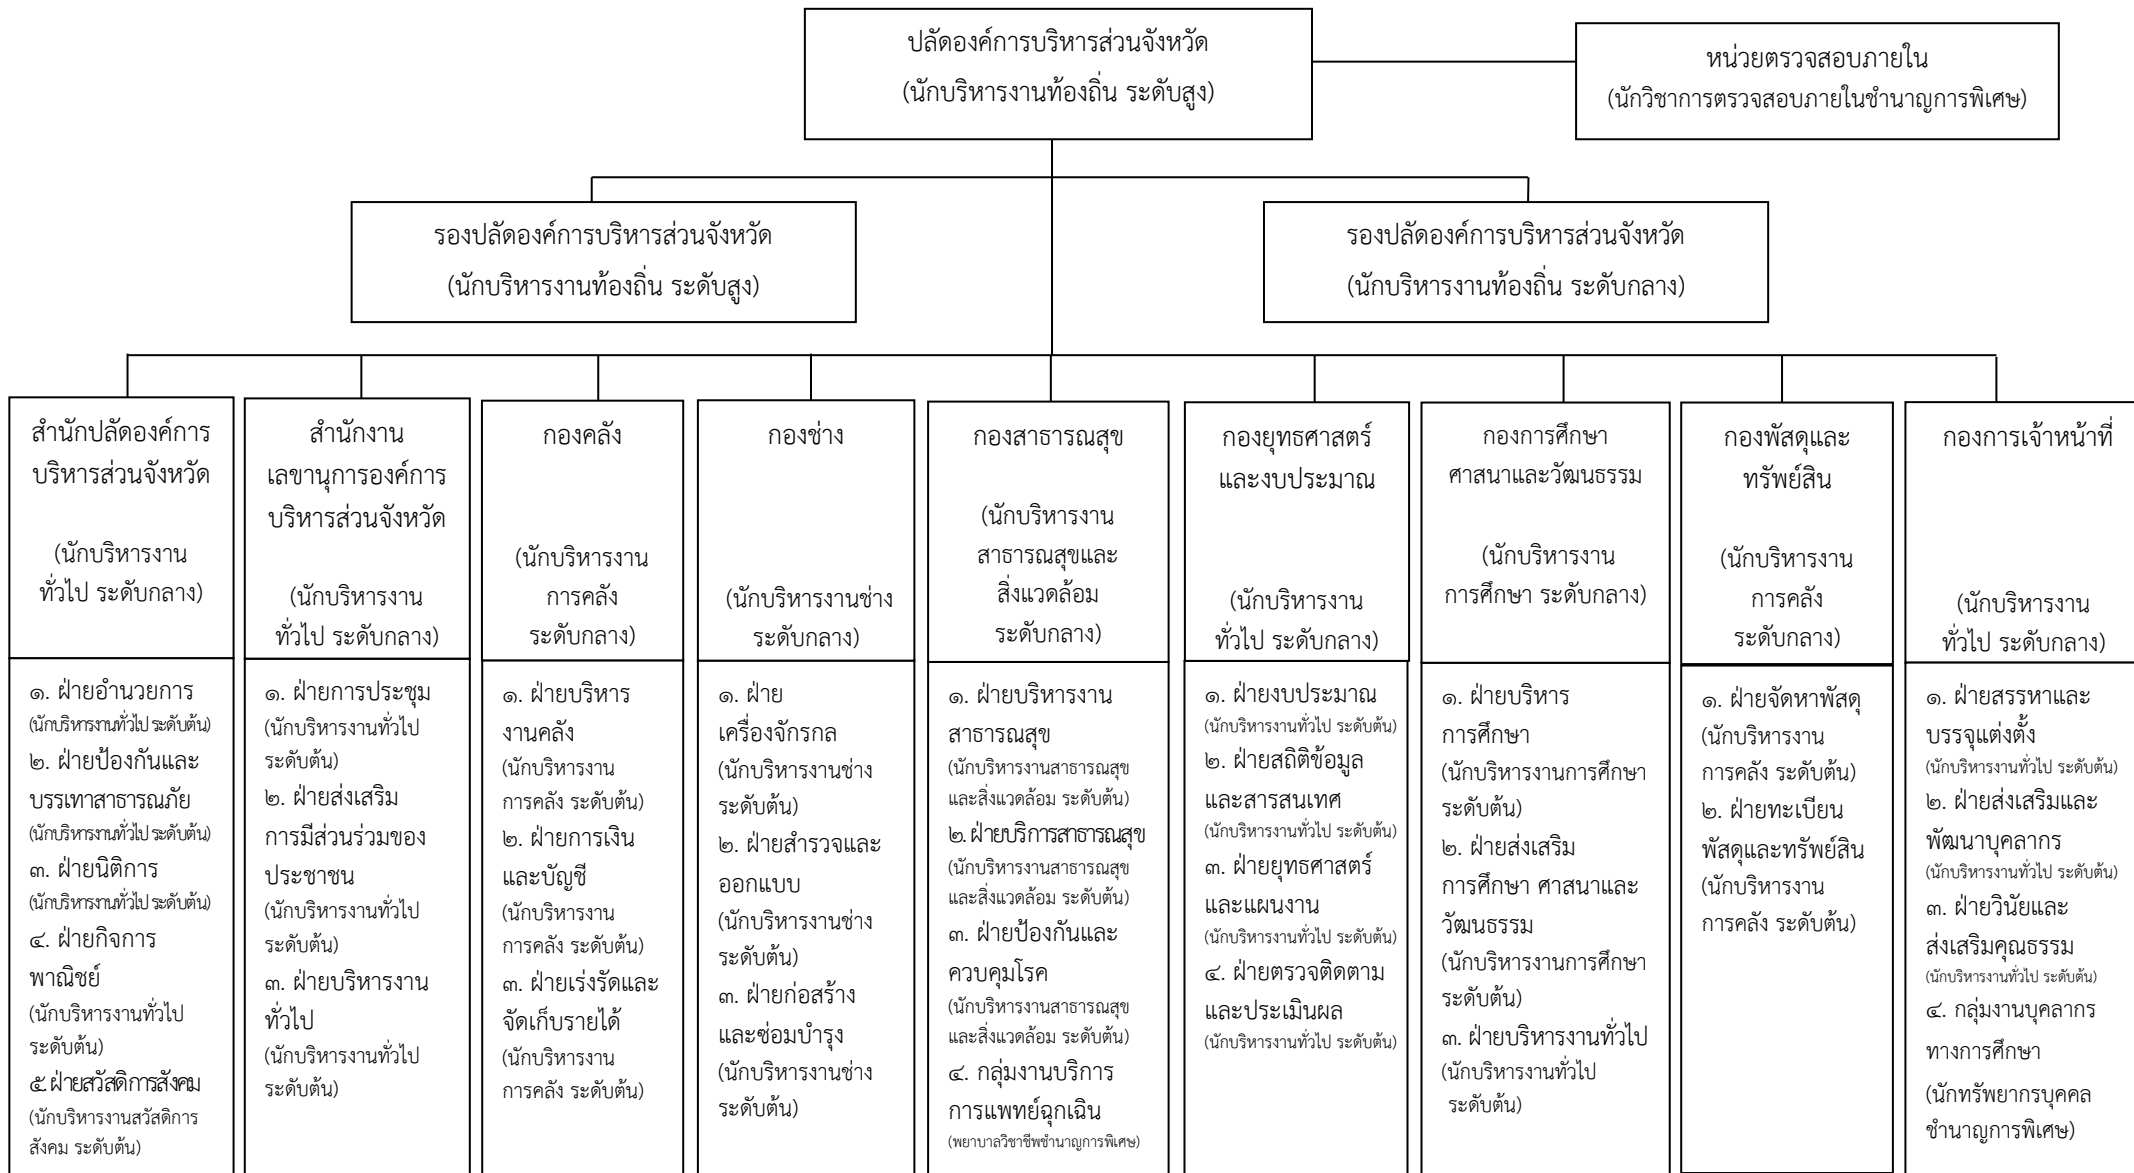 ปลัดองค์การบริหารส่วนจังหวัด
(นักบริหารงานท้องถิ่น ระดับสูง)
หน่วยตรวจสอบภายใน
(นักวิชาการตรวจสอบภายในชำนาญการพิเศษ)
รองปลัดองค์การบริหารส่วนจังหวัด
(นักบริหารงานท้องถิ่น ระดับสูง)
รองปลัดองค์การบริหารส่วนจังหวัด
(นักบริหารงานท้องถิ่น ระดับกลาง)
สำนักปลัดองค์การ
บริหารส่วนจังหวัด
(นักบริหารงาน
ทั่วไป ระดับกลาง)
๑. ฝ่ายอำนวยการ
(นักบริหารงานทั่วไป ระดับต้น)
๒. ฝ่ายป้องกันและ
บรรเทาสาธารณภัย
(นักบริหารงานทั่วไป ระดับต้น)
๓. ฝ่ายนิติการ
(นักบริหารงานทั่วไป ระดับต้น)
๔. ฝ่ายกิจการ
พาณิชย์
(นักบริหารงานทั่วไป
ระดับต้น)
๕. ฝ่ายสวัสดิการสังคม
(นักบริหารงานสวัสดิการ
สังคม ระดับต้น)
สำนักงาน
เลขานุการองค์การ
บริหารส่วนจังหวัด
(นักบริหารงาน
ทั่วไป ระดับกลาง)
๑. ฝ่ายการประชุม
(นักบริหารงานทั่วไป
ระดับต้น)
๒. ฝ่ายส่งเสริม
การมีส่วนร่วมของ
ประชาชน
(นักบริหารงานทั่วไป
ระดับต้น)
๓. ฝ่ายบริหารงาน
ทั่วไป
(นักบริหารงานทั่วไป
ระดับต้น)
กองคลัง
(นักบริหารงาน
การคลัง
ระดับกลาง)
๑. ฝ่ายบริหาร
งานคลัง
(นักบริหารงาน
การคลัง ระดับต้น)
๒. ฝ่ายการเงิน
และบัญชี
(นักบริหารงาน
การคลัง ระดับต้น)
๓. ฝ่ายเร่งรัดและ
จัดเก็บรายได้
(นักบริหารงาน
การคลัง ระดับต้น)
กองช่าง
(นักบริหารงานช่าง
ระดับกลาง)
๑. ฝ่าย
เครื่องจักรกล
(นักบริหารงานช่าง
ระดับต้น)
๒. ฝ่ายสำรวจและ
ออกแบบ
(นักบริหารงานช่าง
ระดับต้น)
๓. ฝ่ายก่อสร้าง
และซ่อมบำรุง
(นักบริหารงานช่าง
ระดับต้น)
กองสาธารณสุข
(นักบริหารงาน
สาธารณสุขและ
สิ่งแวดล้อม
ระดับกลาง)
๑. ฝ่ายบริหารงาน
สาธารณสุข
(นักบริหารงานสาธารณสุข
และสิ่งแวดล้อม ระดับต้น)
๒. ฝ่ายบริการสาธารณสุข
(นักบริหารงานสาธารณสุข
และสิ่งแวดล้อม ระดับต้น)
๓. ฝ่ายป้องกันและ
ควบคุมโรค
(นักบริหารงานสาธารณสุข
และสิ่งแวดล้อม ระดับต้น)
๔. กลุ่มงานบริการ
การแพทย์ฉุกเฉิน
(พยาบาลวิชาชีพชำนาญการพิเศษ)
กองยุทธศาสตร์
และงบประมาณ
(นักบริหารงาน
ทั่วไป ระดับกลาง)
๑. ฝ่ายงบประมาณ
(นักบริหารงานทั่วไป ระดับต้น)
๒. ฝ่ายสถิติข้อมูล
และสารสนเทศ
(นักบริหารงานทั่วไป ระดับต้น)
๓. ฝ่ายยุทธศาสตร์
และแผนงาน
(นักบริหารงานทั่วไป ระดับต้น)
๔. ฝ่ายตรวจติดตาม
และประเมินผล
(นักบริหารงานทั่วไป ระดับต้น)
กองการศึกษา
ศาสนาและวัฒนธรรม
(นักบริหารงาน
การศึกษา ระดับกลาง)
๑. ฝ่ายบริหาร
การศึกษา
(นักบริหารงานการศึกษา
ระดับต้น)
๒. ฝ่ายส่งเสริม
การศึกษา ศาสนาและ
วัฒนธรรม
(นักบริหารงานการศึกษา
ระดับต้น)
๓. ฝ่ายบริหารงานทั่วไป
(นักบริหารงานทั่วไป
ระดับต้น)
กองพัสดุและ
ทรัพย์สิน
(นักบริหารงาน
การคลัง
ระดับกลาง)
๑. ฝ่ายจัดหาพัสดุ
(นักบริหารงาน
การคลัง ระดับต้น)
๒. ฝ่ายทะเบียน
พัสดุและทรัพย์สิน
(นักบริหารงาน
การคลัง ระดับต้น)
กองการเจ้าหน้าที่
(นักบริหารงาน
ทั่วไป ระดับกลาง)
๑. ฝ่ายสรรหาและ
บรรจุแต่งตั้ง
(นักบริหารงานทั่วไป ระดับต้น)
๒. ฝ่ายส่งเสริมและ
พัฒนาบุคลากร
(นักบริหารงานทั่วไป ระดับต้น)
๓. ฝ่ายวินัยและ
ส่งเสริมคุณธรรม
(นักบริหารงานทั่วไป ระดับต้น)
๔. กลุ่มงานบุคลากร
ทางการศึกษา
(นักทรัพยากรบุคคล
ชำนาญการพิเศษ)